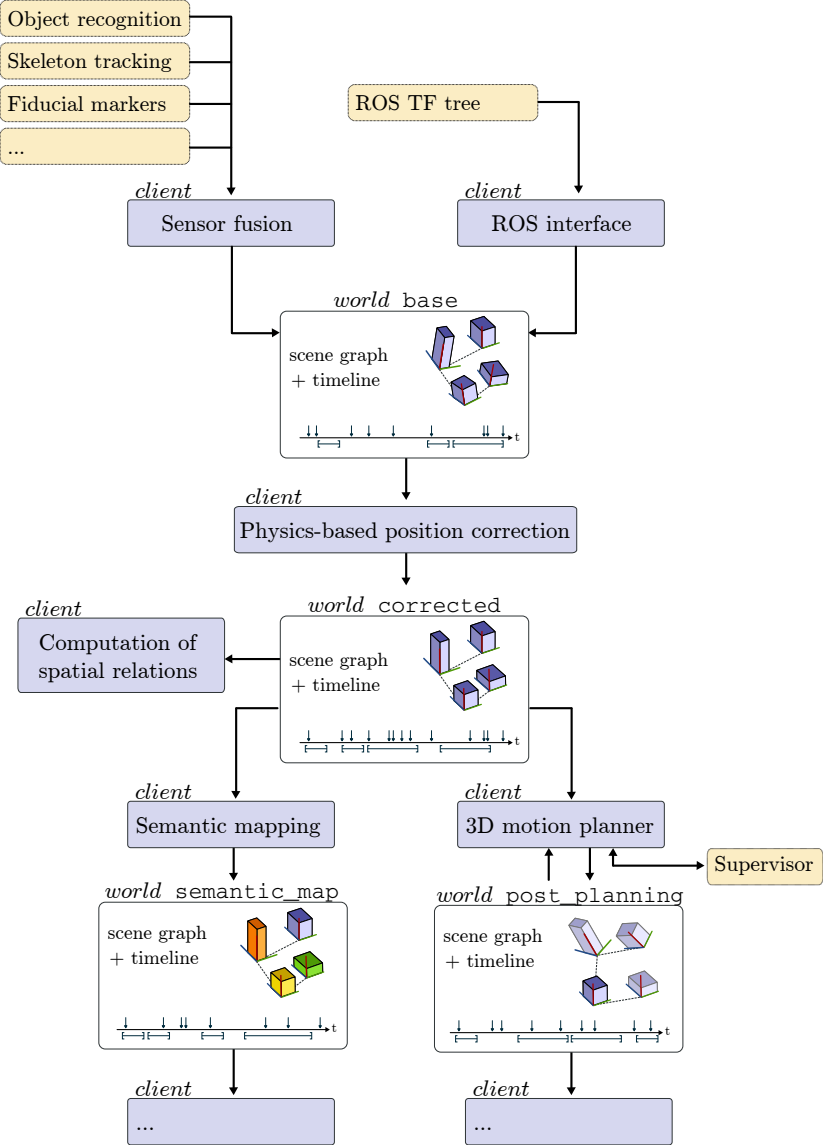 Object recognition
Skeleton tracking
Fiducial markers
...
ROS TF tree
client
Sensor fusion
client
ROS interface
world base
scene graph
+ timeline
t
client
Physics-based position correction
world corrected
client
Computation of
spatial relations
scene graph
+ timeline
t
client
Semantic mapping
client
3D motion planner
Supervisor
world semantic_map
scene graph
+ timeline
t
world post_planning
scene graph
+ timeline
t
client
...
client
...